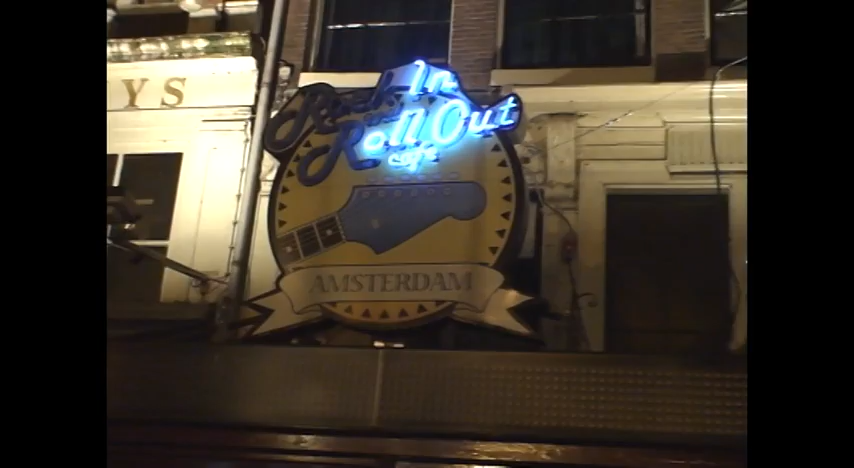 YS
Rock In
Roll Out
café
AMSTERDAM